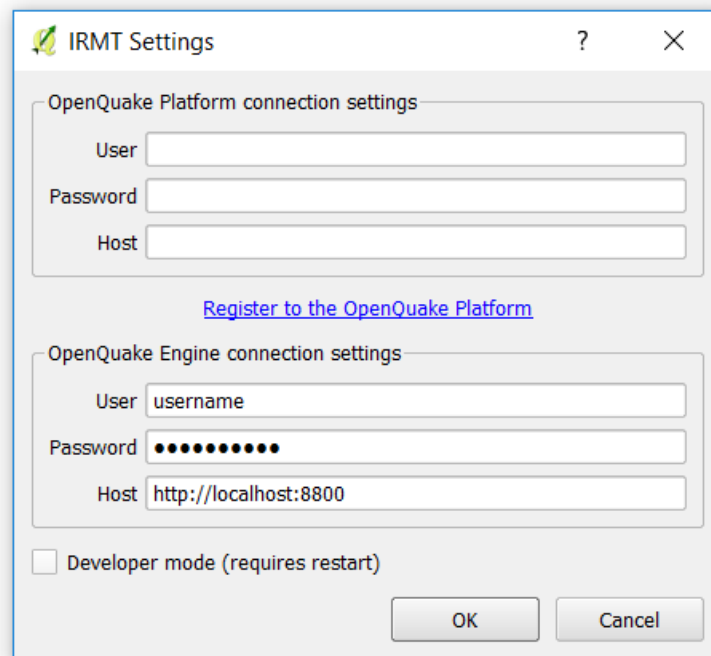 IRMT Settings ? ×
OpenQuake Platform connection settings
User
Password
Host
Register to the OpenQuake Platform
OpenQuake Engine connection settings
User username
Password ●●●●●●●●●●
Host http://localhost:8800
Developer mode (requires restart)
OK Cancel